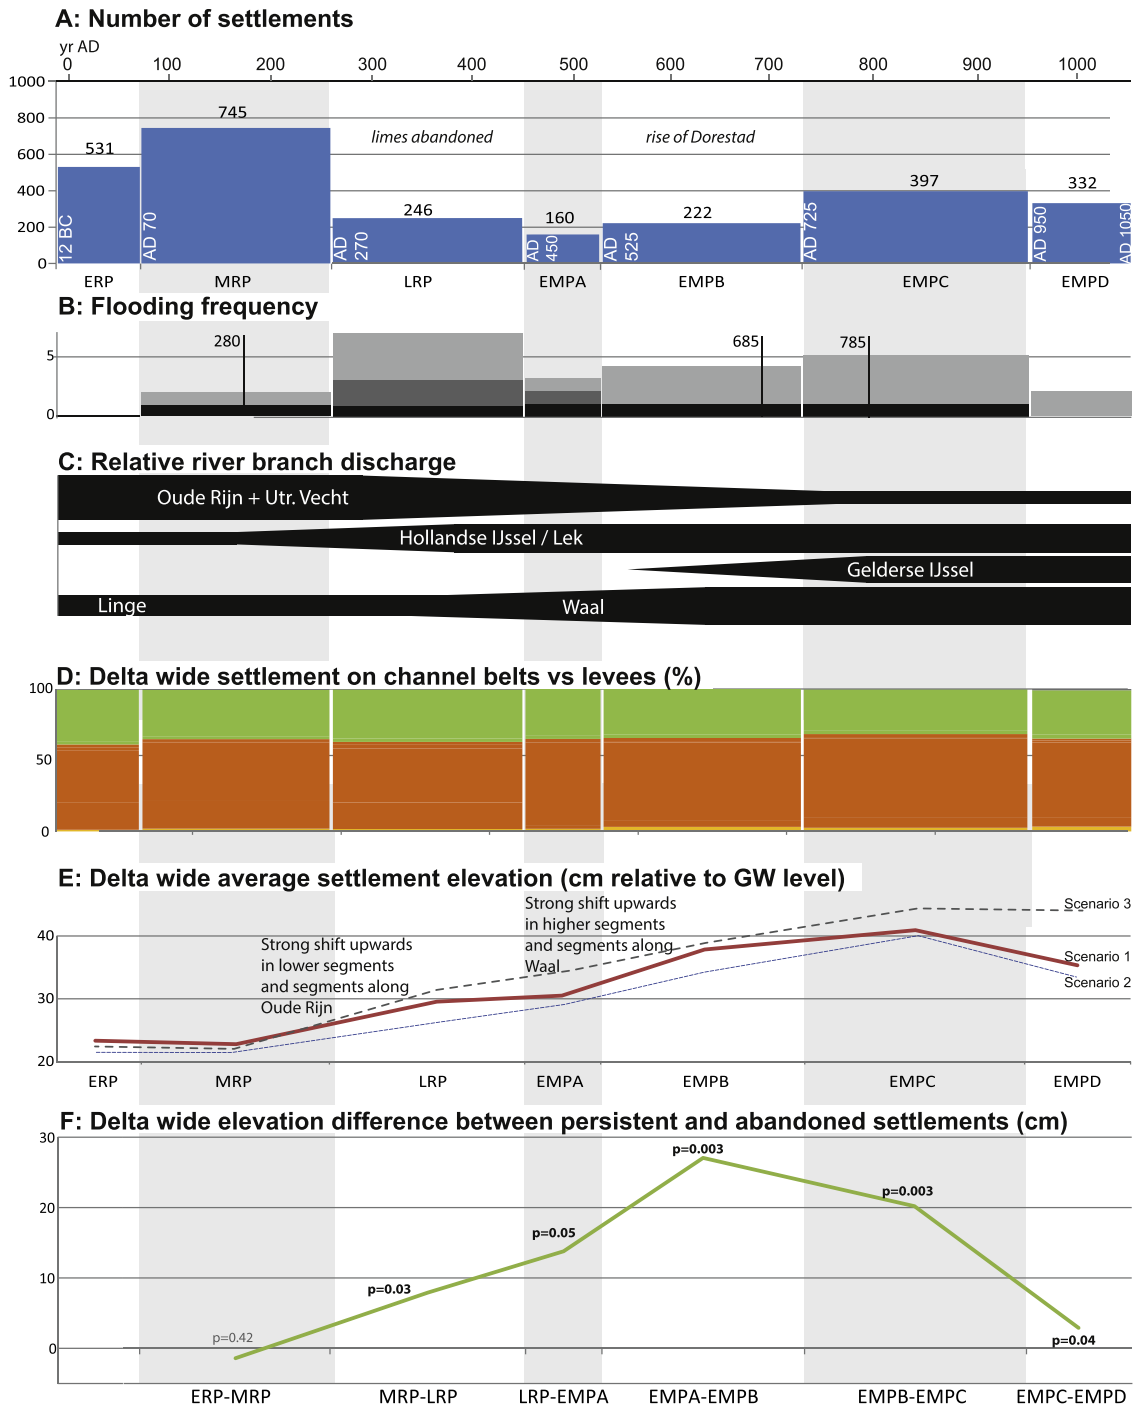 A: Number of settlements
yr AD
0 100 200 300 400 500 600 700 800 900 1000
1000
800
600
400
200
0
531
745
limes abandoned
rise of Dorestad
246
160
222
397
332
12 BC
AD 70
AD 270
AD 450
AD 525
AD 725
AD 950
AD 1050
ERP MRP LRP EMPA EMPB EMPC EMPD
B: Flooding frequency
5
0
280
685
785
C: Relative river branch discharge
Oude Rijn + Utr. Vecht
Hollandse IJssel / Lek
Gelderse IJssel
Linge
Waal
D: Delta wide settlement on channel belts vs levees (%)
100
50
0
E: Delta wide average settlement elevation (cm relative to GW level)
40
30
20
Strong shift upwards
in lower segments
and segments along
Oude Rijn
Strong shift upwards
in higher segments
and segments along
Waal
Scenario 3
Scenario 1
Scenario 2
ERP MRP LRP EMPA EMPB EMPC EMPD
F: Delta wide elevation difference between persistent and abandoned settlements (cm)
30
20
10
0
p=0.42
p=0.03
p=0.05
p=0.003
p=0.003
p=0.04
ERP-MRP MRP-LRP LRP-EMPA EMPA-EMPB EMPB-EMPC EMPC-EMPD